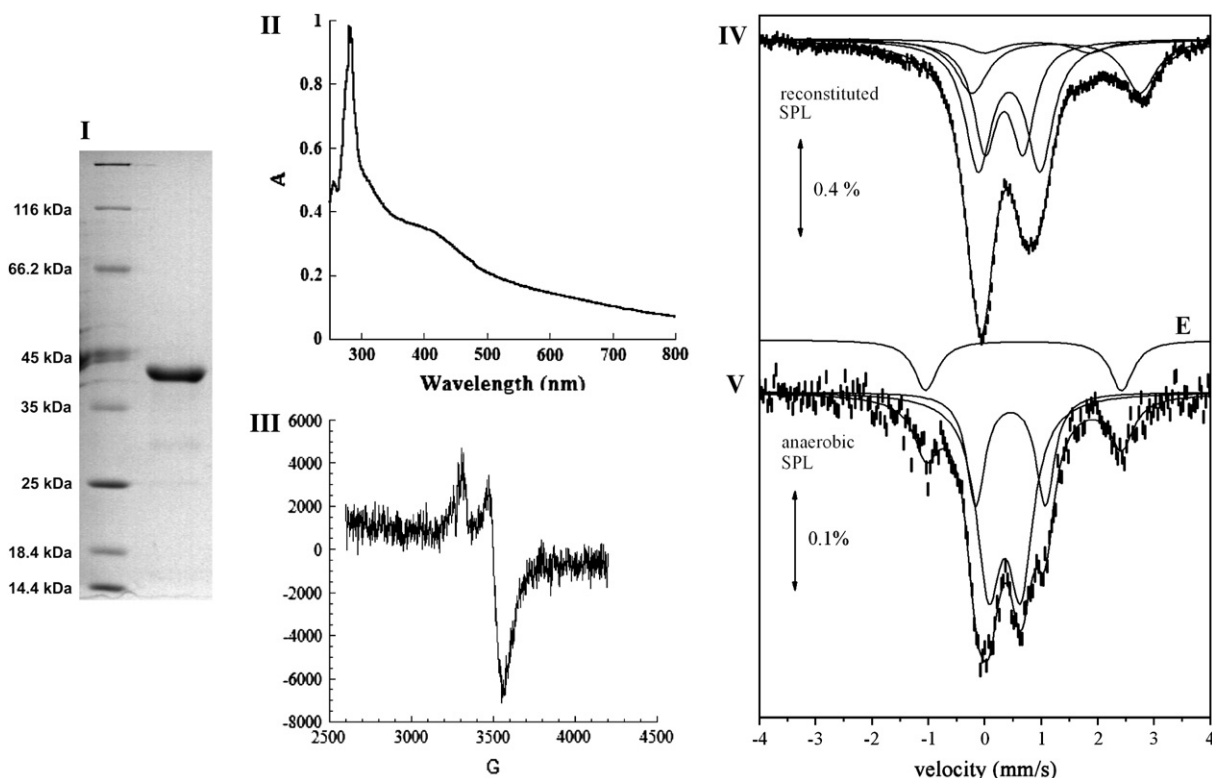 I
116 kDa
66.2 kDa
45 kDa
35 kDa
25 kDa
18.4 kDa
14.4 kDa
II
A
1
0.8
0.6
0.4
0.2
0
300 400 500 600 700 800
Wavelength (nm)
III
6000
4000
2000
0
-2000
-4000
-6000
-8000
2500 3000 3500 4000 4500
G
IV
reconstituted
SPL
0.4 %
E
V
anaerobic
SPL
0.1%
-4 -3 -2 -1 0 1 2 3 4
velocity (mm/s)